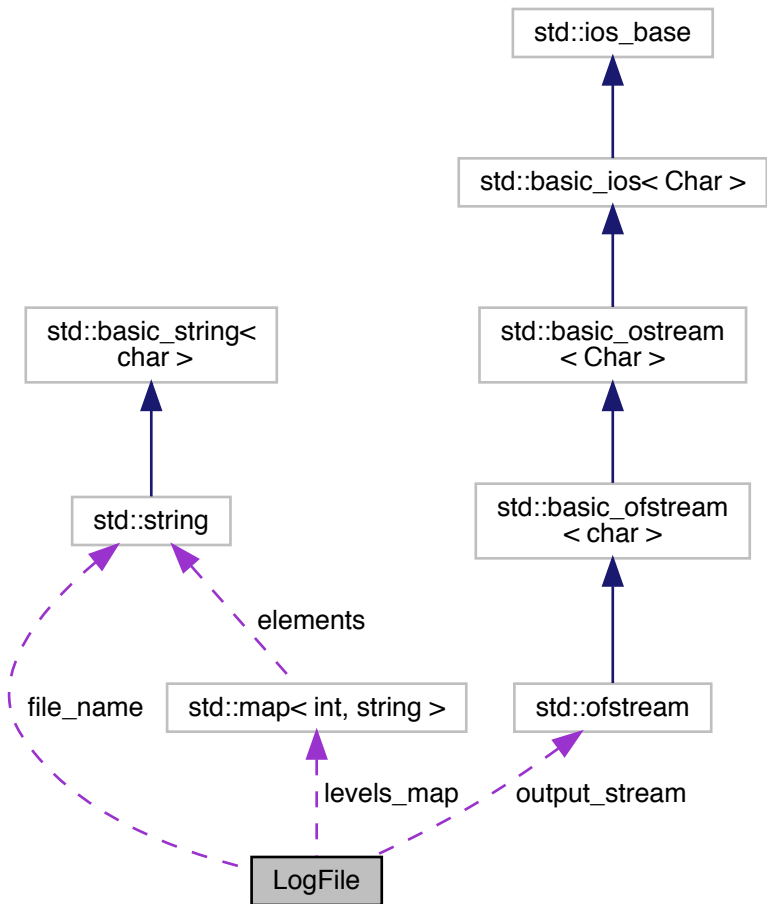 std::ios_base
std::basic_ios< Char >
std::basic_string<
char >
std::basic_ostream
< Char >
std::string
std::basic_ofstream
< char >
elements
file_name
std::map< int, string >
std::ofstream
levels_map
output_stream
LogFile